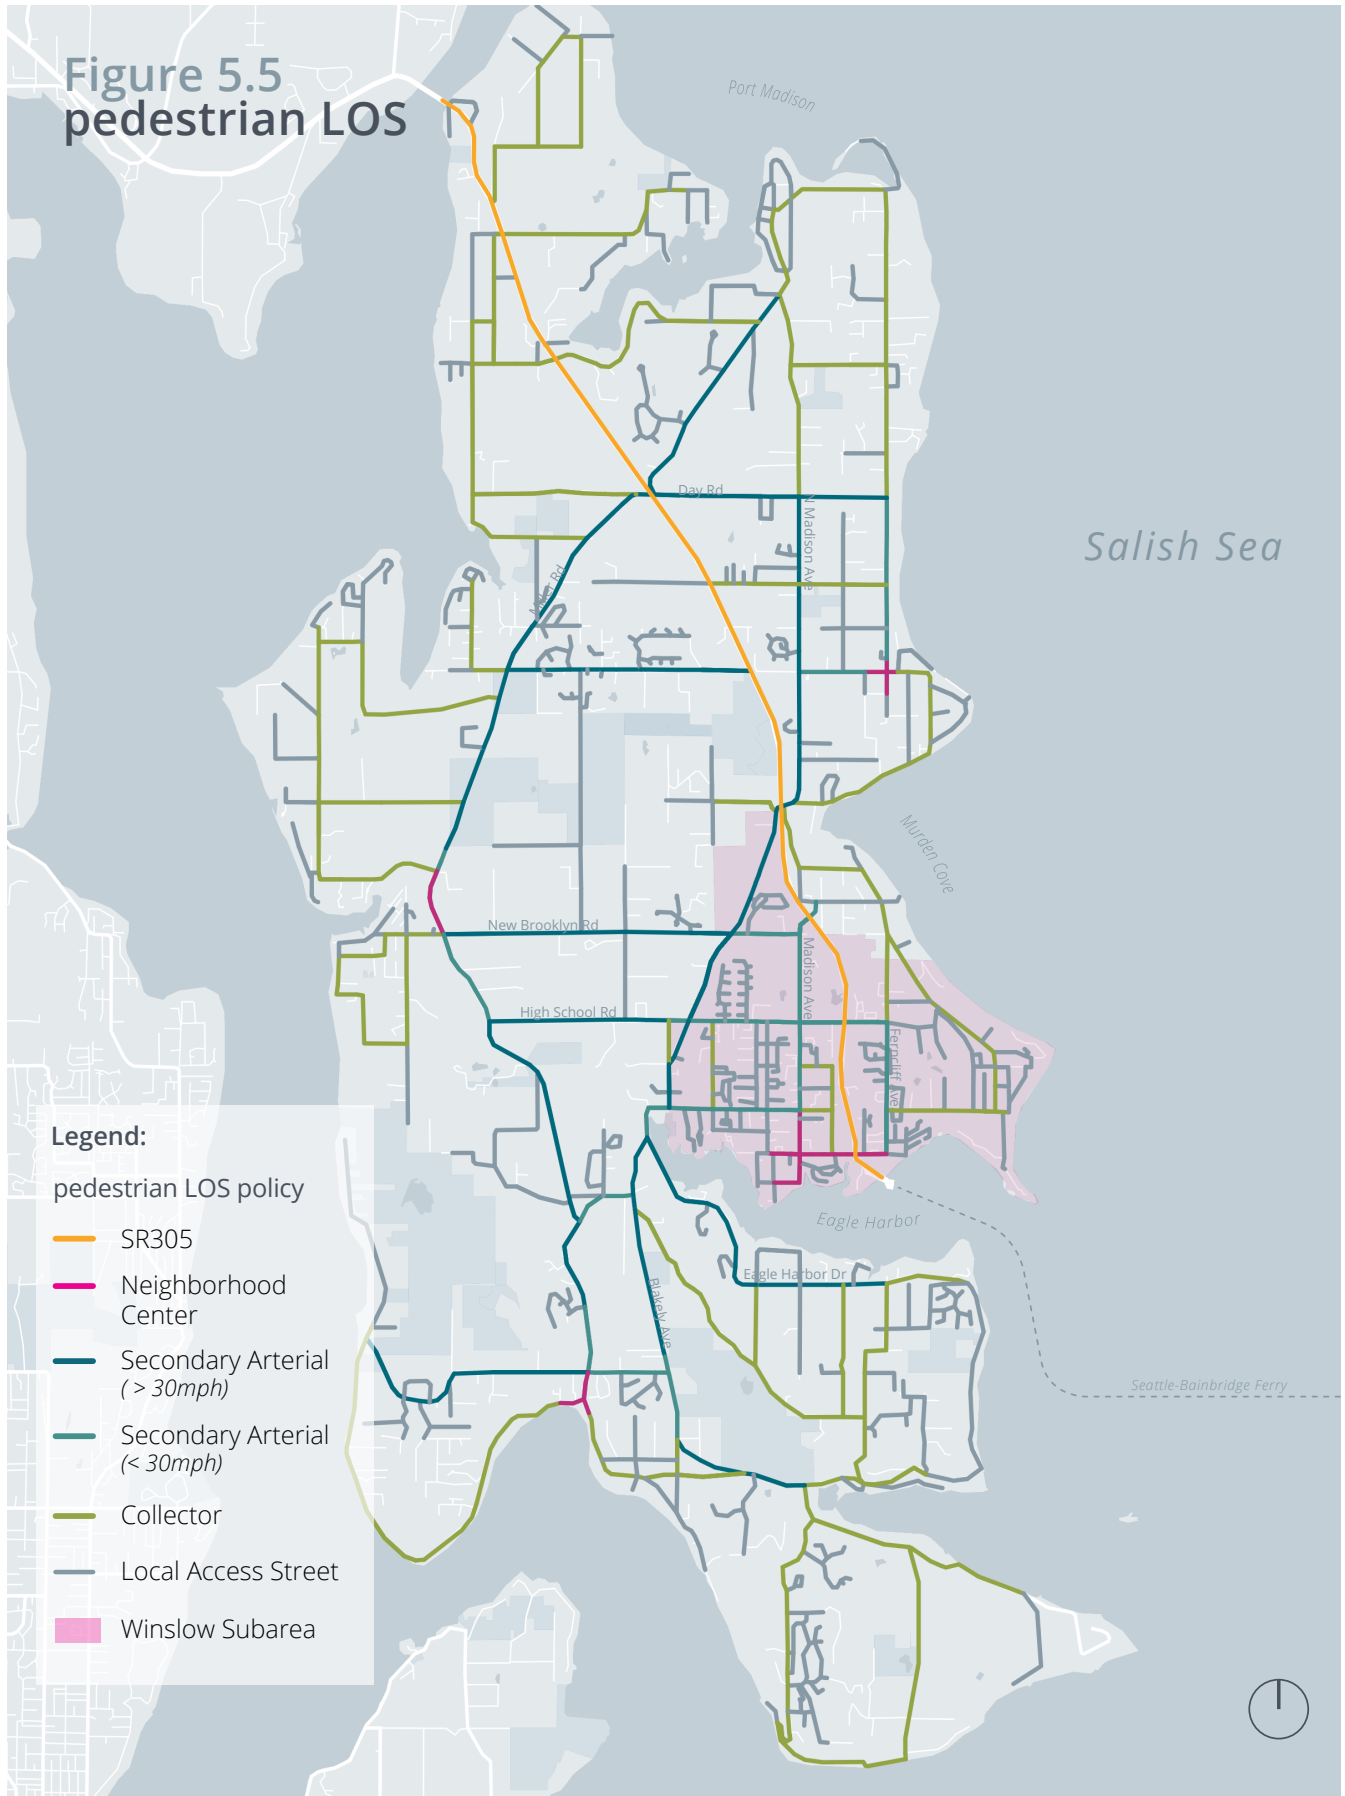 Figure 5.5
pedestrian LOS
Port Madison
Salish Sea
Day Rd
N Madison Ave
Miller Rd
Murden Cove
New Brooklyn Rd
Madison Ave
High School Rd
Ferncliff Ave
Eagle Harbor
Eagle Harbor Dr
Blakely Ave
Seattle-Bainbridge Ferry
Legend:
pedestrian LOS policy
SR305
Neighborhood
Center
Secondary Arterial
( > 30mph)
Secondary Arterial
(< 30mph)
Collector
Local Access Street
Winslow Subarea